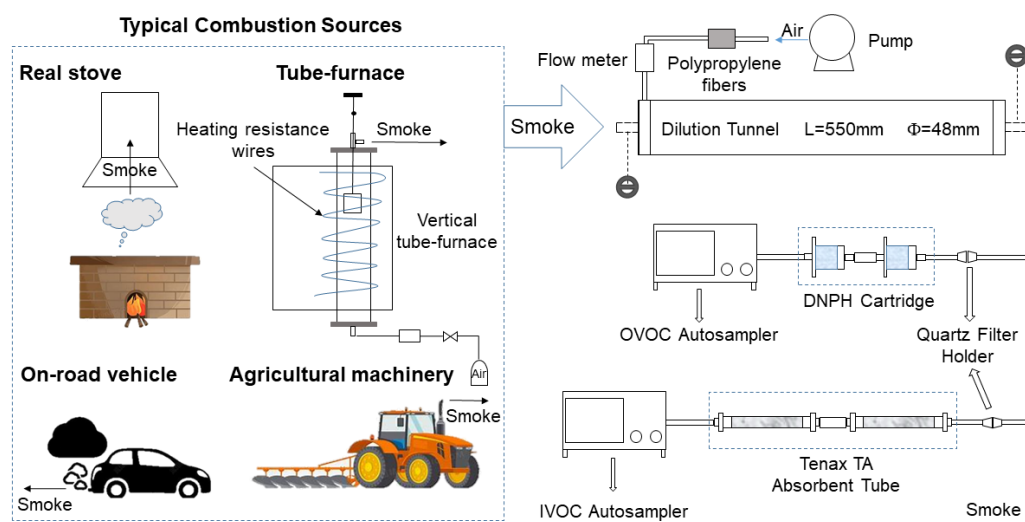 Typical Combustion Sources
Real stove
Smoke
Tube-furnace
Smoke
Heating resistance
wires
Vertical
tube-furnace
Air
On-road vehicle
Smoke
Agricultural machinery
Smoke
Smoke
Air
Pump
Flow meter
Polypropylene
fibers
Dilution Tunnel L=550mm Φ=48mm
DNPH Cartridge
OVOC Autosampler
Quartz Filter
Holder
Tenax TA
Absorbent Tube
IVOC Autosampler
Smoke